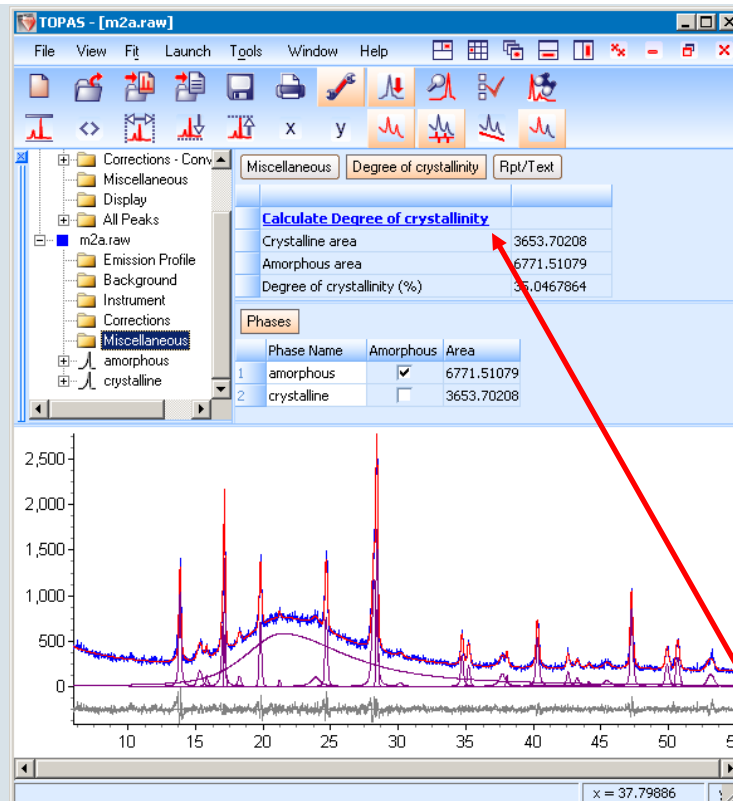 TOPAS - [m2a.raw]
File View Fit Launch Tools Window Help
x y
Corrections - Conv
Miscellaneous
Display
All Peaks
m2a.raw
Emission Profile
Background
Instrument
Corrections
Miscellaneous
amorphous
crystalline
Miscellaneous Degree of crystallinity Rpt/Text
Calculate Degree of crystallinity
Crystalline area 3653.70208
Amorphous area 6771.51079
Degree of crystallinity (%) 35.0467864
Phases
Phase Name Amorphous Area
1 amorphous 6771.51079
2 crystalline 3653.70208
2,500
2,000
1,500
1,000
500
0
10 15 20 25 30 35 40 45 50
x = 37.79886